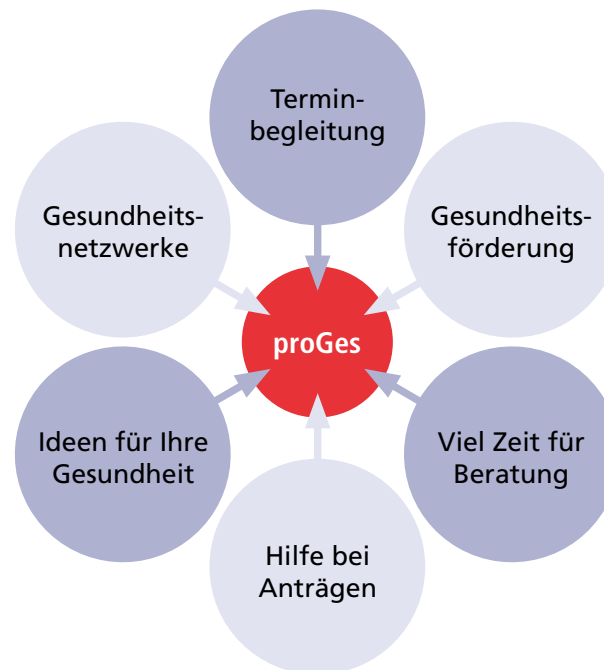 Termin-
begleitung
Gesundheits-
netzwerke
Gesundheits-
förderung
proGes
Ideen für Ihre
Gesundheit
Viel Zeit für
Beratung
Hilfe bei
Anträgen